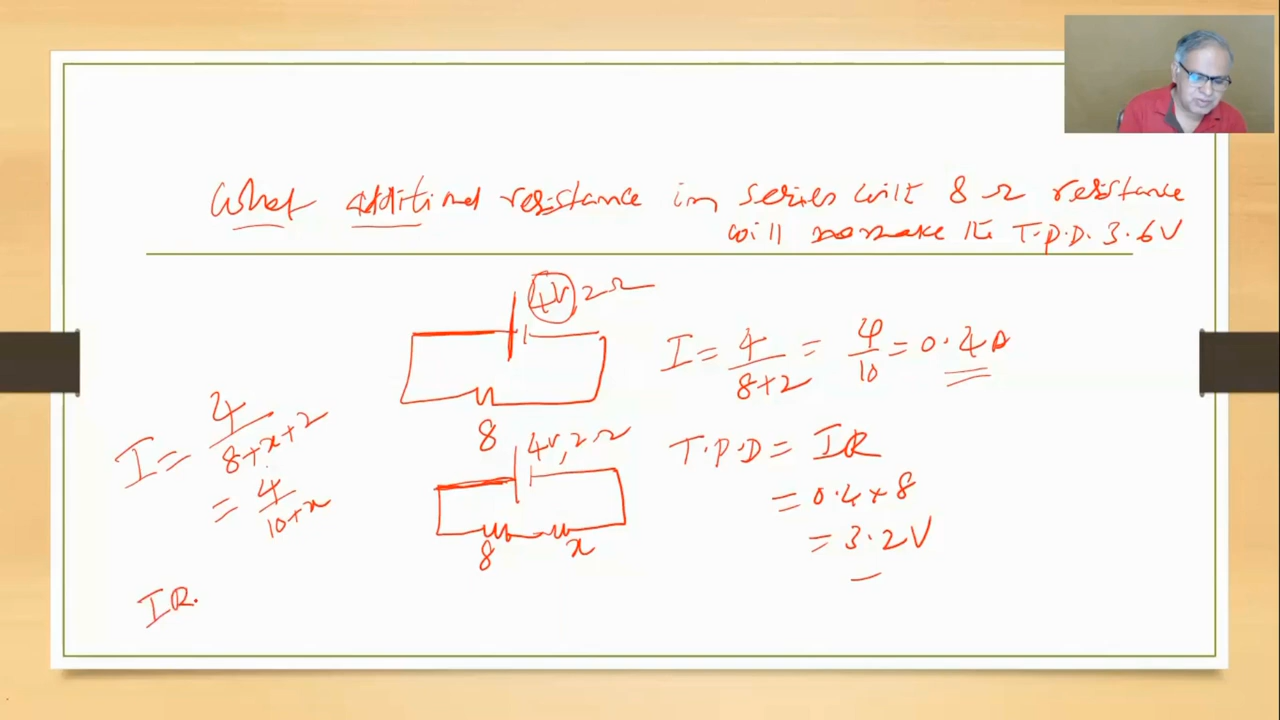 What additional resistance in series with 8 Ω resistance
will make the T.P.D. 3.6V
4V, 2Ω
8
I = 4/(8+2) = 4/10 = 0.4A
I = 4/(8+x+2)
= 4/(10+x)
4V, 2Ω
8 x
T.P.D = IR
= 0.4 × 8
= 3.2V
IR.